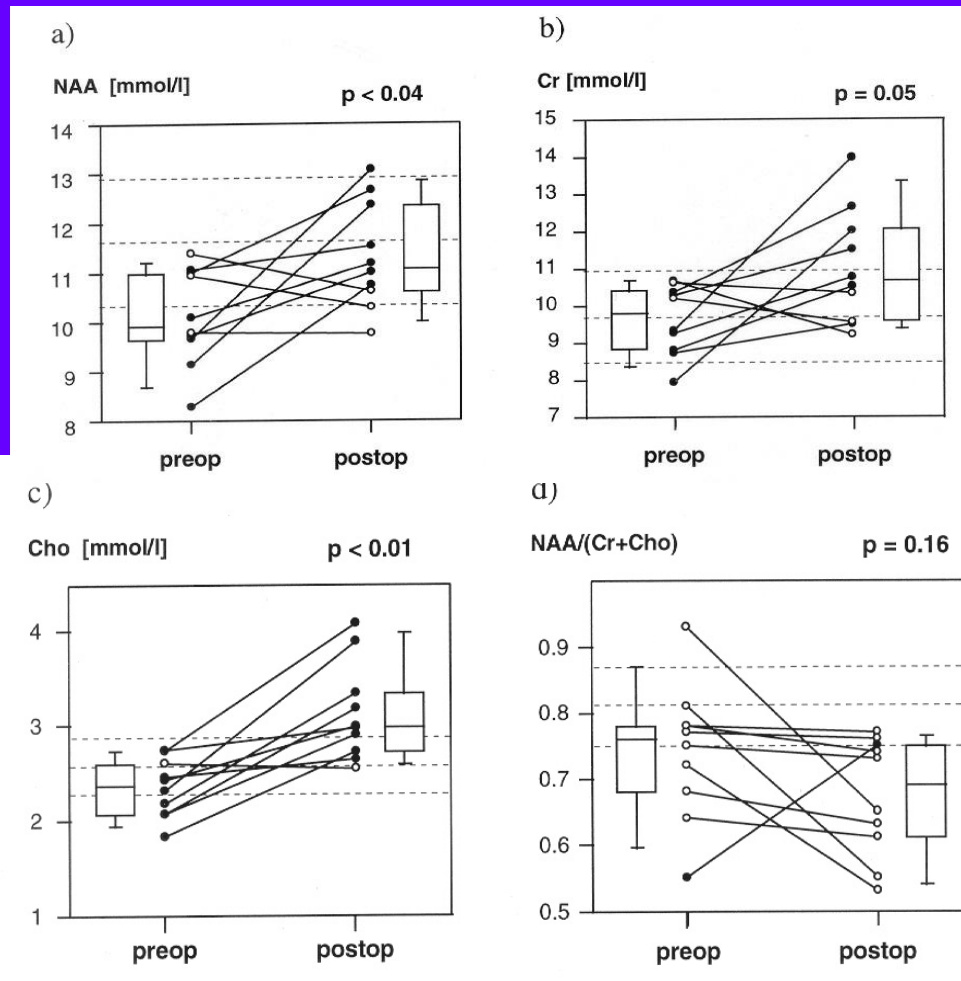 a)
NAA [mmol/l]
p < 0.04
14
13
12
11
10
9
8
preop
postop
b)
Cr [mmol/l]
p = 0.05
15
14
13
12
11
10
9
8
7
preop
postop
c)
Cho [mmol/l]
p < 0.01
4
3
2
1
preop
postop
d)
NAA/(Cr+Cho)
p = 0.16
0.9
0.8
0.7
0.6
0.5
preop
postop